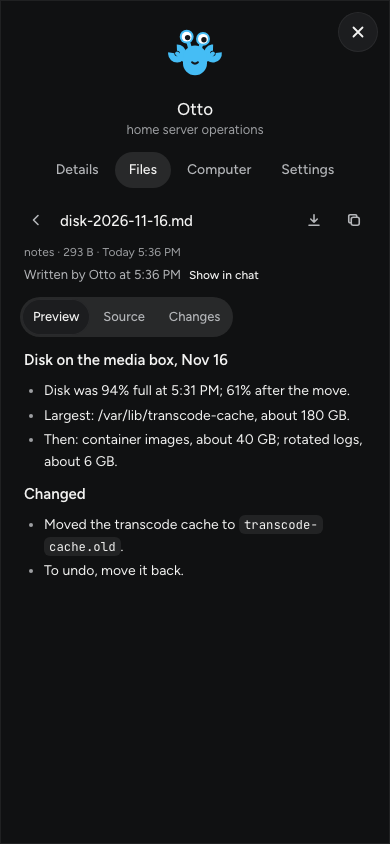 Otto
home server operations
Details Files Computer Settings
disk-2026-11-16.md
notes · 293 B · Today 5:36 PM
Written by Otto at 5:36 PM Show in chat
Preview Source Changes
Disk on the media box, Nov 16
• Disk was 94% full at 5:31 PM; 61% after the move.
• Largest: /var/lib/transcode-cache, about 180 GB.
• Then: container images, about 40 GB; rotated logs,
about 6 GB.
Changed
• Moved the transcode cache to transcode-
cache.old.
• To undo, move it back.